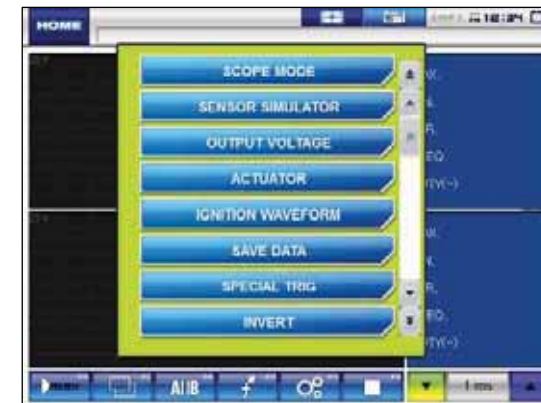 HOME
SCOPE MODE
SENSOR SIMULATOR
OUTPUT VOLTAGE
ACTUATOR
IGNITION WAVEFORM
SAVE DATA
SPECIAL TRIG
INVERT
A||B
1 ms